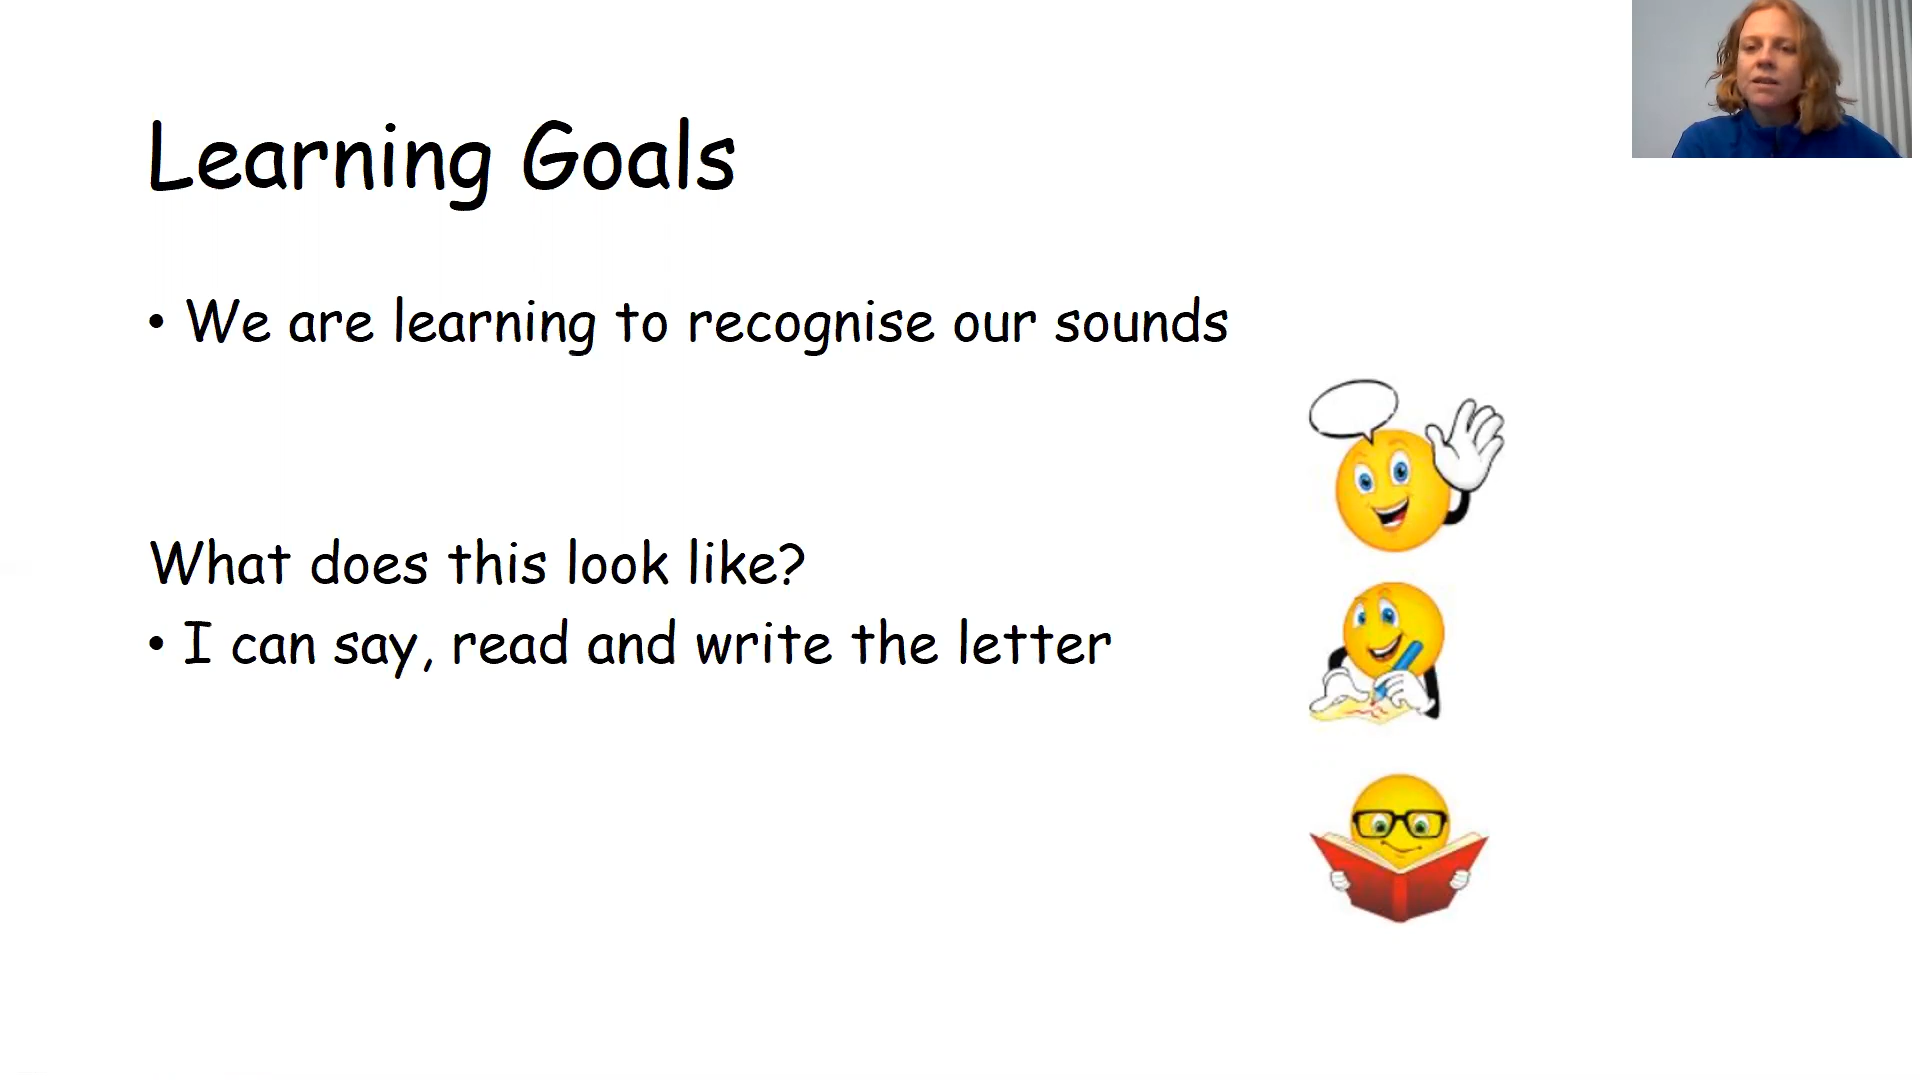 Learning Goals
• We are learning to recognise our sounds
What does this look like?
• I can say, read and write the letter